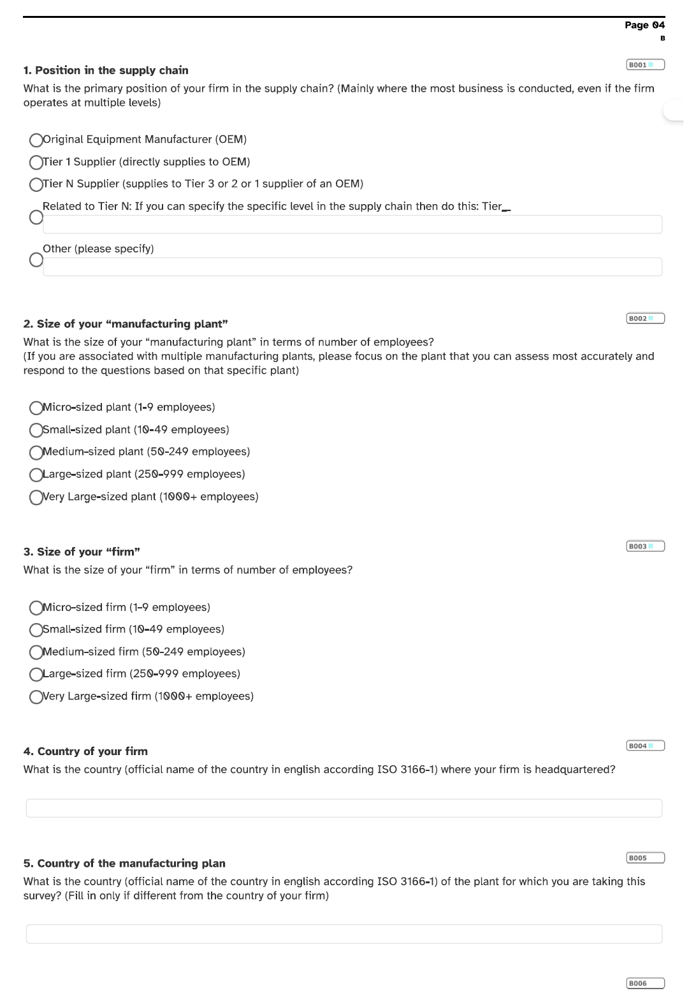 Page 04
B
B001
1. Position in the supply chain
What is the primary position of your firm in the supply chain? (Mainly where the most business is conducted, even if the firm
operates at multiple levels)
Original Equipment Manufacturer (OEM)
Tier 1 Supplier (directly supplies to OEM)
Tier N Supplier (supplies to Tier 3 or 2 or 1 supplier of an OEM)
Related to Tier N: If you can specify the specific level in the supply chain then do this: Tier__
Other (please specify)
B002
2. Size of your “manufacturing plant”
What is the size of your “manufacturing plant” in terms of number of employees?
(If you are associated with multiple manufacturing plants, please focus on the plant that you can assess most accurately and
respond to the questions based on that specific plant)
Micro-sized plant (1-9 employees)
Small-sized plant (10-49 employees)
Medium-sized plant (50-249 employees)
Large-sized plant (250-999 employees)
Very Large-sized plant (1000+ employees)
B003
3. Size of your “firm”
What is the size of your “firm” in terms of number of employees?
Micro-sized firm (1-9 employees)
Small-sized firm (10-49 employees)
Medium-sized firm (50-249 employees)
Large-sized firm (250-999 employees)
Very Large-sized firm (1000+ employees)
B004
4. Country of your firm
What is the country (official name of the country in english according ISO 3166-1) where your firm is headquartered?
B005
5. Country of the manufacturing plan
What is the country (official name of the country in english according ISO 3166-1) of the plant for which you are taking this
survey? (Fill in only if different from the country of your firm)
B006